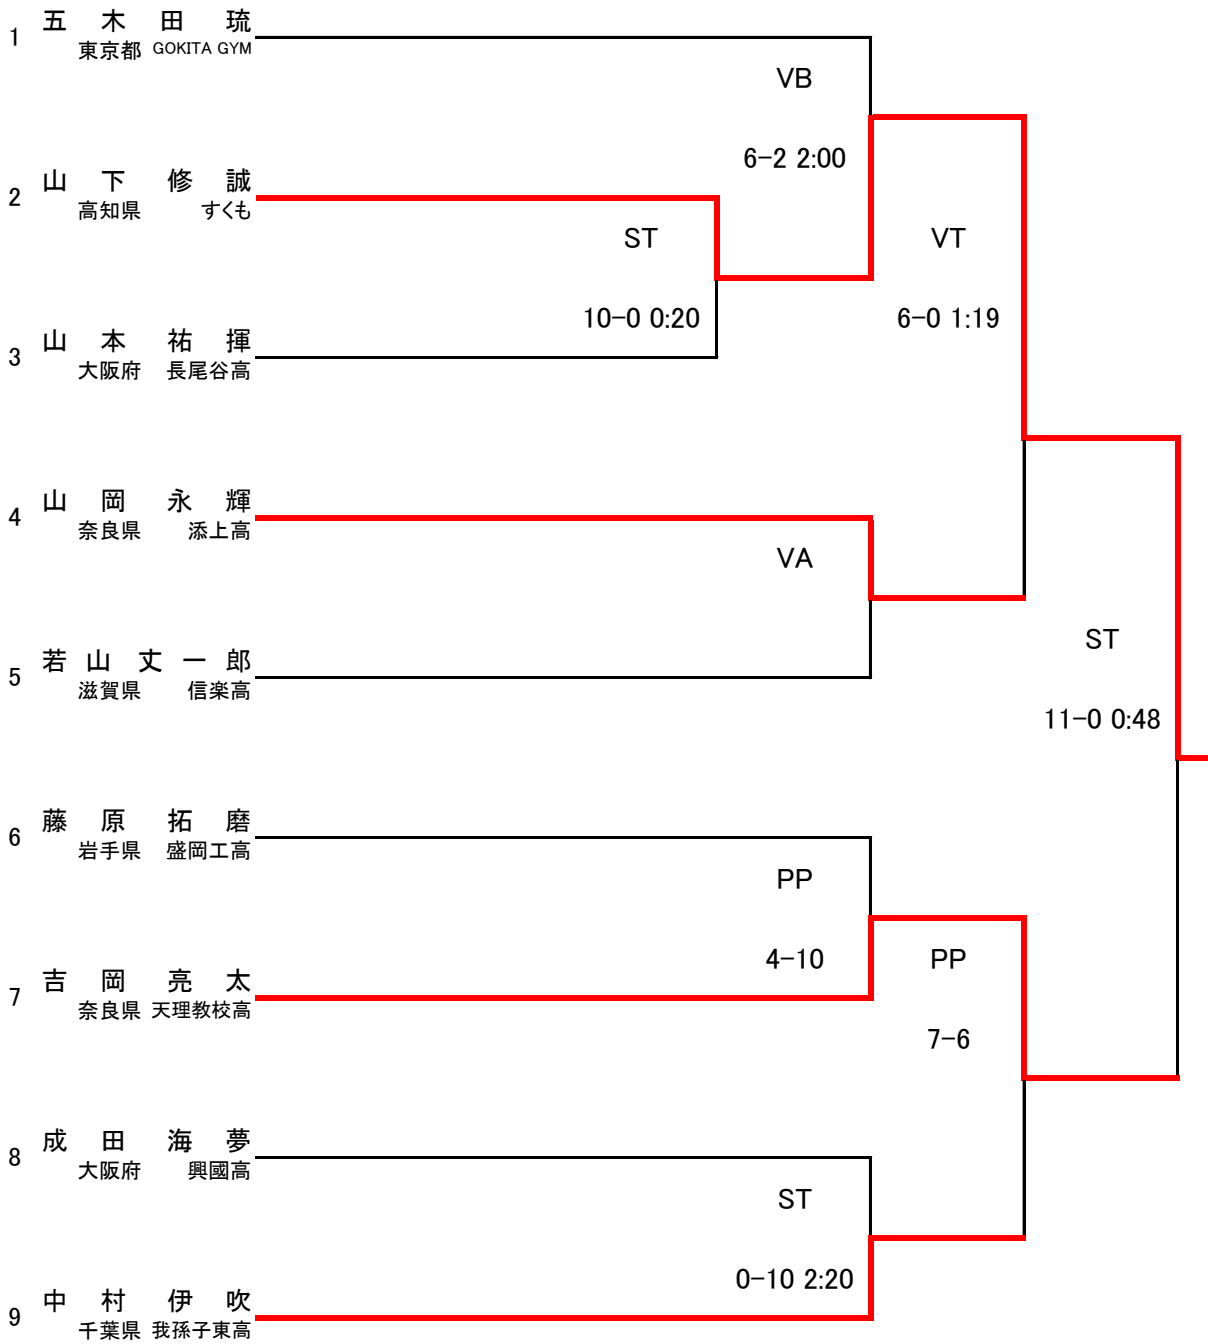 1 五木田 琉
東京都 GOKITA GYM
VB
6-2 2:00
2 山下 修誠
高知県 すくも
ST
VT
10-0 0:20
6-0 1:19
3 山本 祐揮
大阪府 長尾谷高
4 山岡 永輝
奈良県 添上高
VA
5 若山 丈一郎
滋賀県 信楽高
ST
11-0 0:48
6 藤原 拓磨
岩手県 盛岡工高
PP
4-10
PP
7 吉岡 亮太
奈良県 天理教校高
7-6
8 成田 海夢
大阪府 興國高
ST
0-10 2:20
9 中村 伊吹
千葉県 我孫子東高